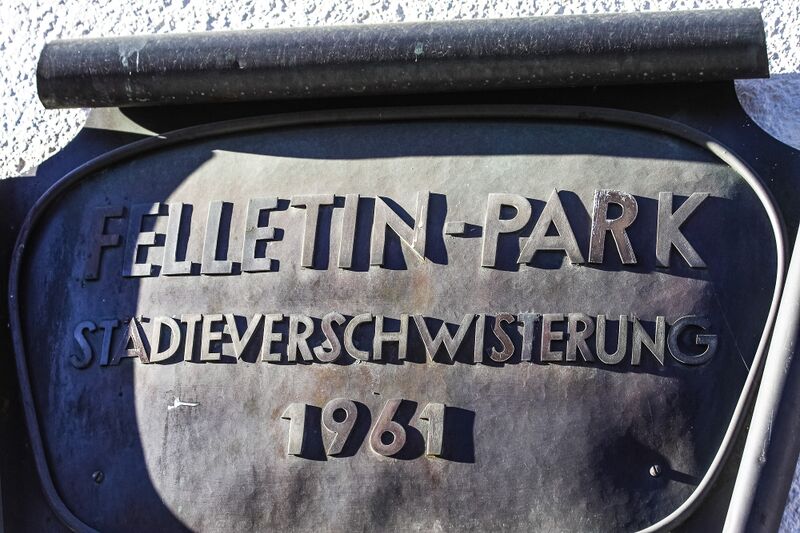 FELLETIN-PARK
STÄDTEVERSCHWISTERUNG
1961